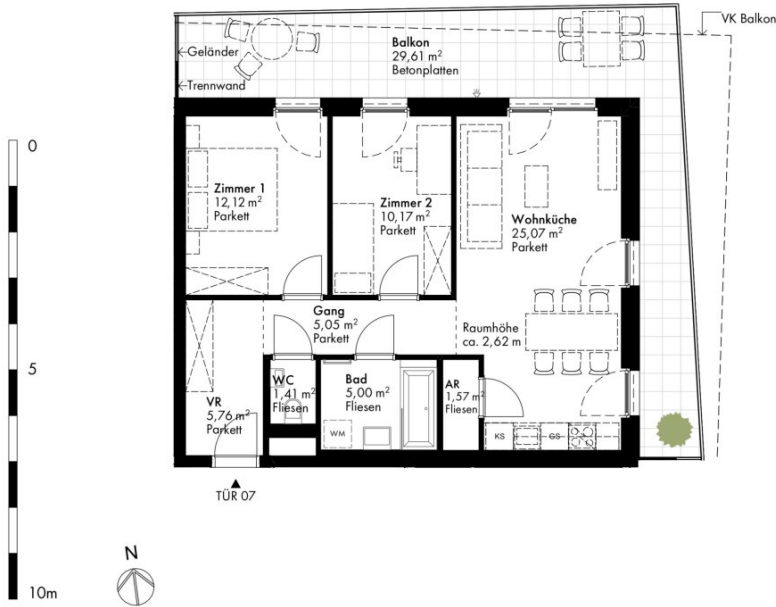 VK Balkon
Balkon
29,61 m²
Betonplatten
Geländer
Trennwand
0
Zimmer 1
12,12 m²
Parkett
Zimmer 2
10,17 m²
Parkett
Wohnküche
25,07 m²
Parkett
Gang
5,05 m²
Parkett
Raumhöhe
ca. 2,62 m
5
WC
1,41 m²
Fliesen
Bad
5,00 m²
Fliesen
AR
1,57 m²
Fliesen
VR
5,76 m²
Parkett
WM
KS
GS
TÜR 07
N
10m